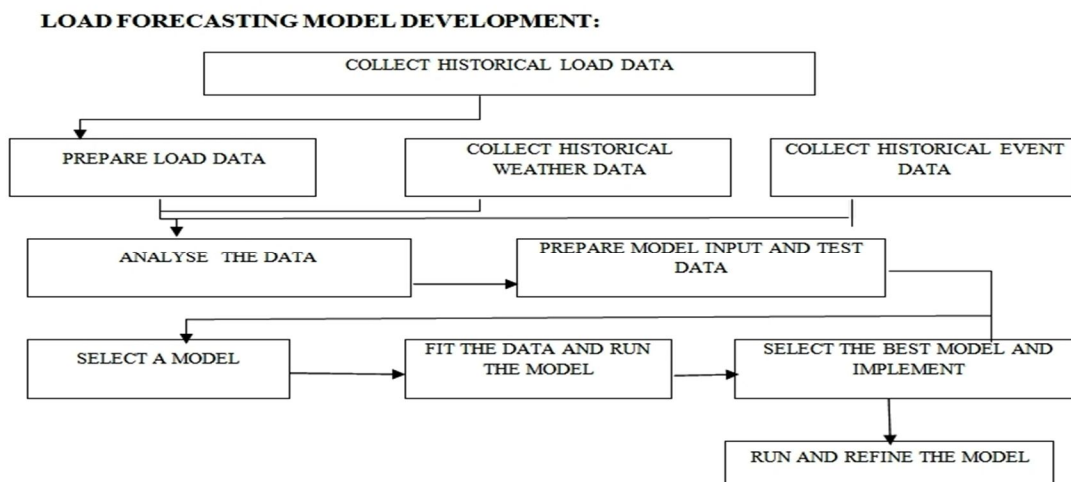 LOAD FORECASTING MODEL DEVELOPMENT:
COLLECT HISTORICAL LOAD DATA
PREPARE LOAD DATA
COLLECT HISTORICAL
WEATHER DATA
COLLECT HISTORICAL EVENT
DATA
ANALYSE THE DATA
PREPARE MODEL INPUT AND TEST
DATA
SELECT A MODEL
FIT THE DATA AND RUN
THE MODEL
SELECT THE BEST MODEL AND
IMPLEMENT
RUN AND REFINE THE MODEL